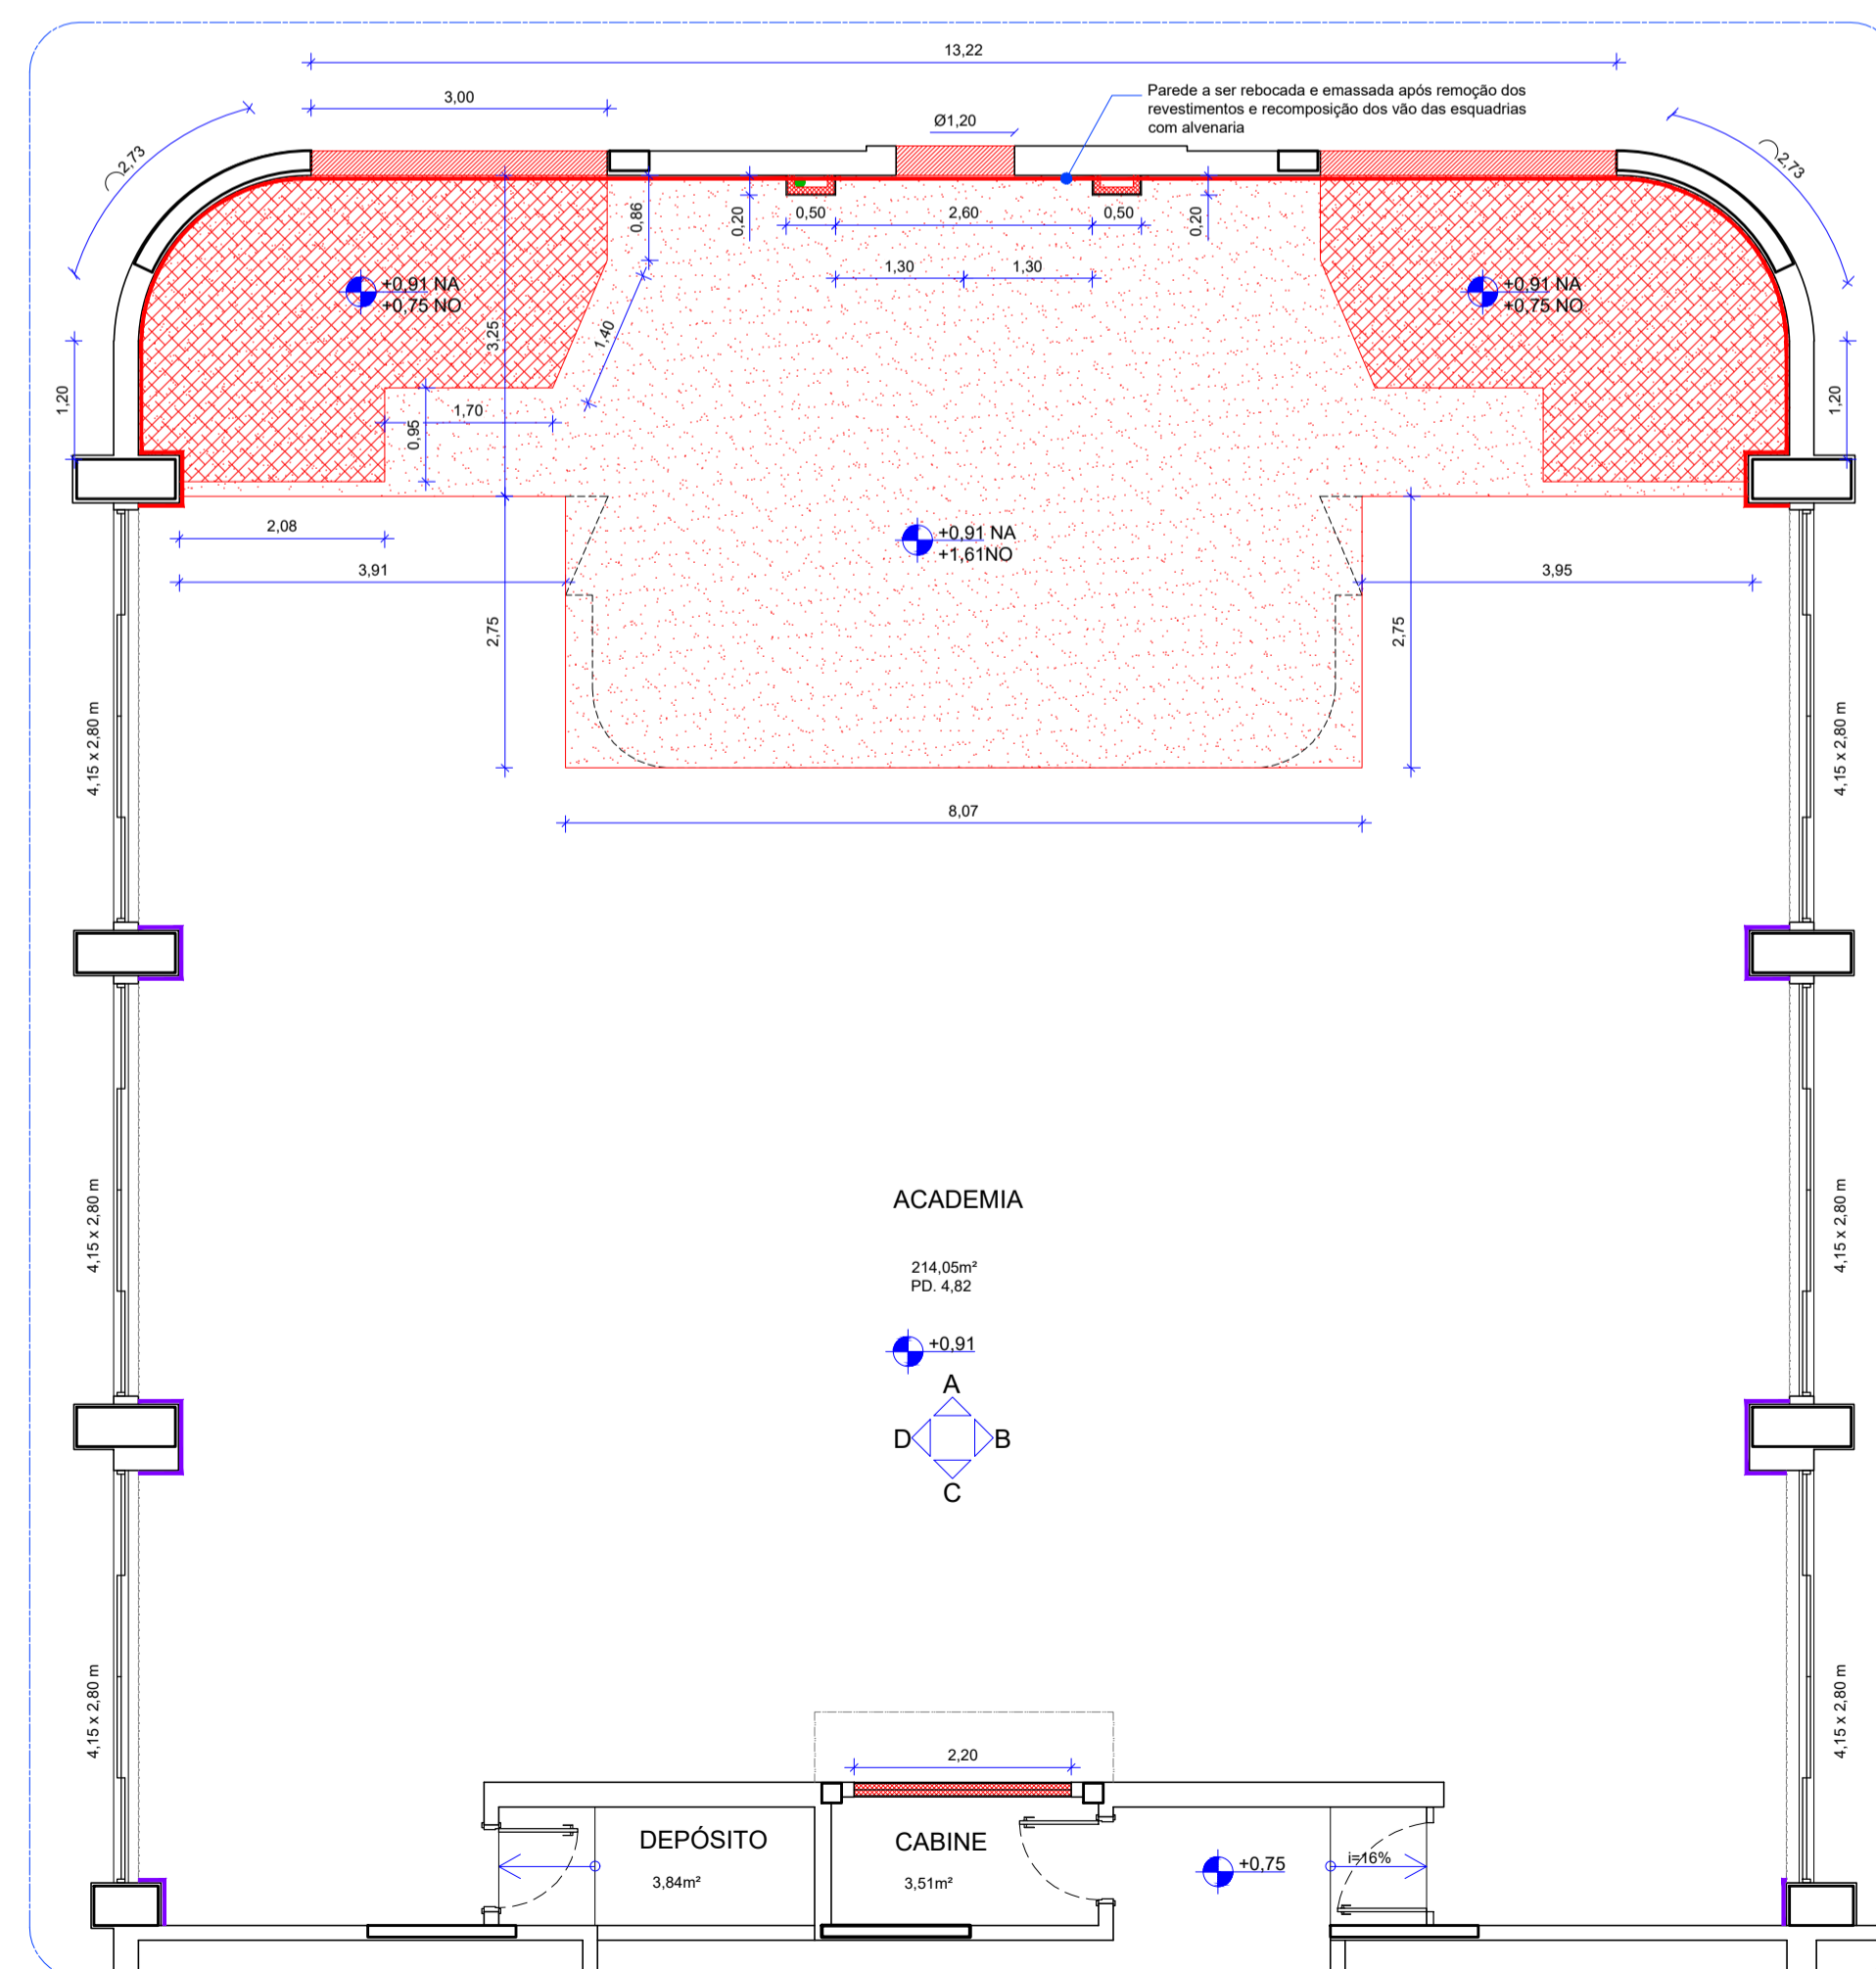 13,22
3,00
Parede a ser rebocada e emassada após remoção dos
revestimentos e recomposição dos vão das esquadrias
com alvenaria
Ø1,20
2,73
2,73
0,86
0,20
0,50
2,60
0,50
0,20
1,30
1,30
+0,91 NA
+0,75 NO
+0,91 NA
+0,75 NO
3,25
1,40
1,20
1,20
1,70
0,95
2,08
+0,91 NA
+1,61NO
3,91
3,95
2,75
2,75
4,15 x 2,80 m
4,15 x 2,80 m
8,07
ACADEMIA
4,15 x 2,80 m
4,15 x 2,80 m
214,05m²
PD. 4,82
+0,91
A
D
B
C
4,15 x 2,80 m
4,15 x 2,80 m
2,20
DEPÓSITO
3,84m²
CABINE
3,51m²
+0,75
i=16%